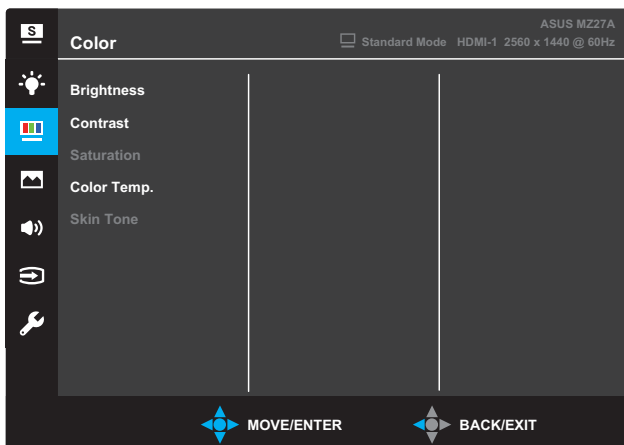 S
ASUS MZ27A
Color
Standard Mode HDMI-1 2560 x 1440 @ 60Hz
Brightness
Contrast
Saturation
Color Temp.
Skin Tone
MOVE/ENTER BACK/EXIT